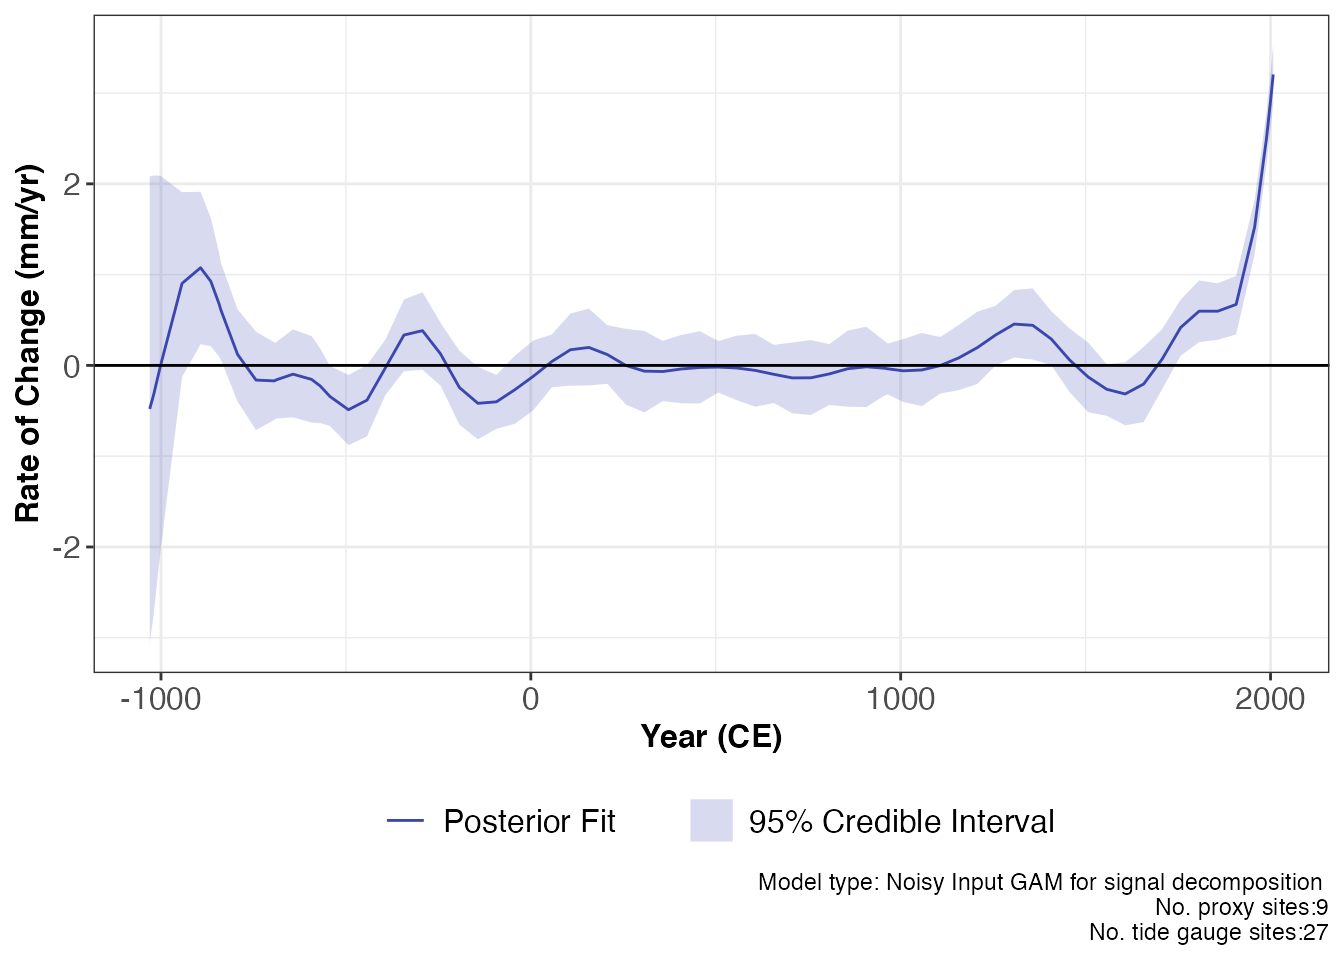 Rate of Change (mm/yr)
2
0
-2
-1000
0
1000
2000
Year (CE)
Posterior Fit
95% Credible Interval
Model type: Noisy Input GAM for signal decomposition
No. proxy sites:9
No. tide gauge sites:27